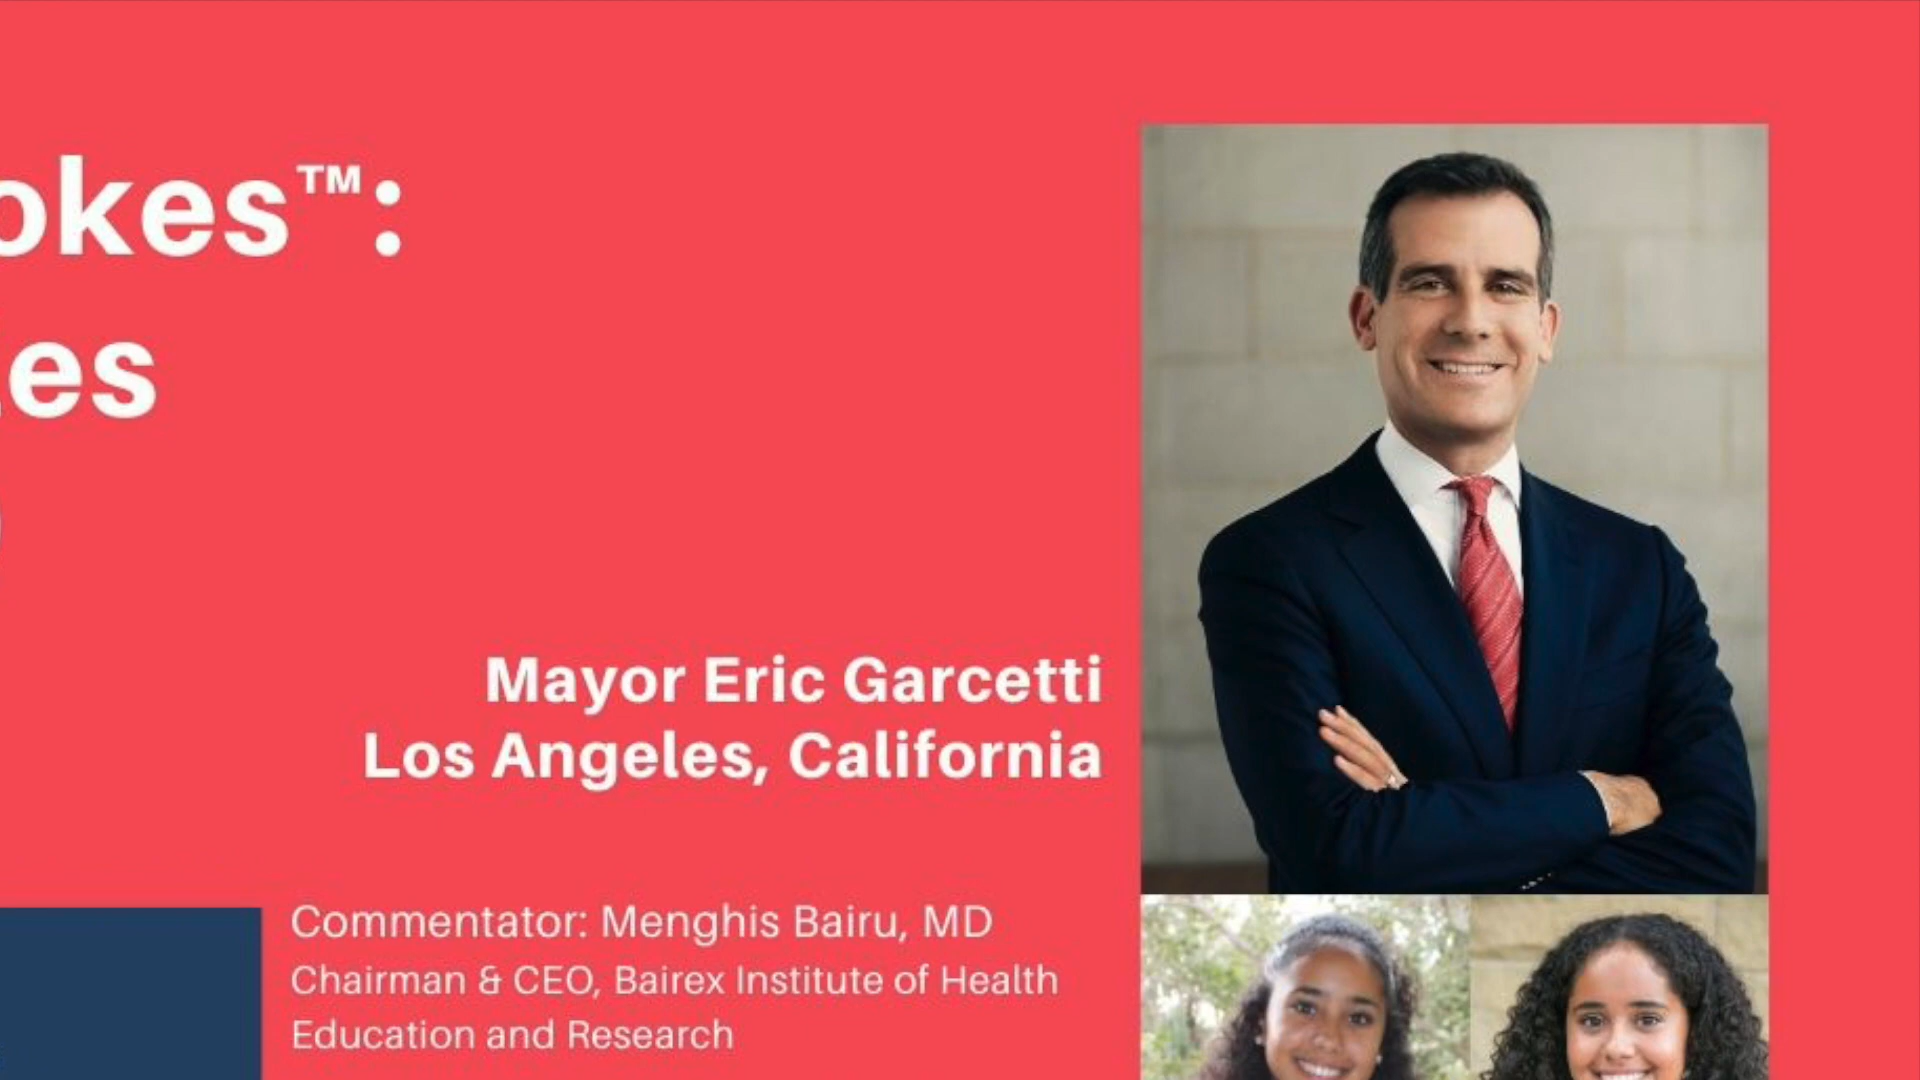 okes™:
es
Mayor Eric Garcetti
Los Angeles, California
Commentator: Menghis Bairu, MD
Chairman & CEO, Bairex Institute of Health
Education and Research